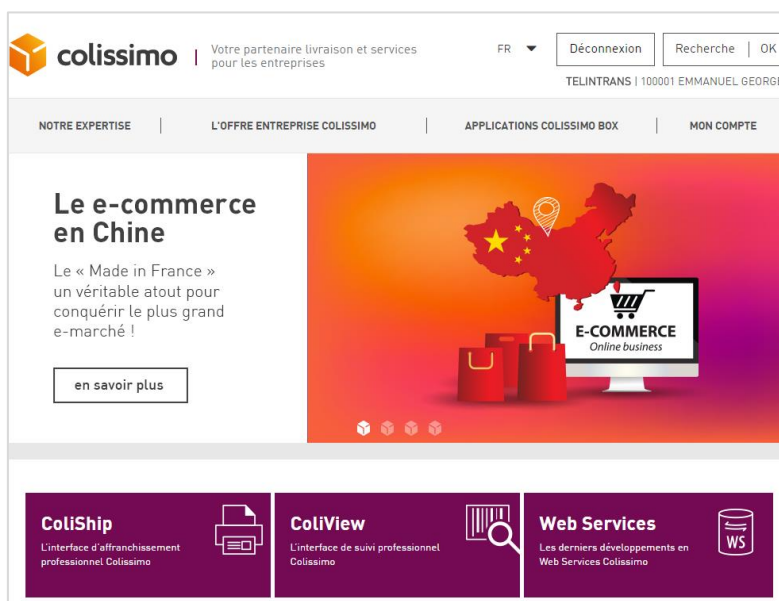 colissimo
Votre partenaire livraison et services
pour les entreprises
FR
Déconnexion
Recherche | OK
TELINTRANS | 100001 EMMANUEL GEORGE
NOTRE EXPERTISE
L'OFFRE ENTREPRISE COLISSIMO
APPLICATIONS COLISSIMO BOX
MON COMPTE
Le e-commerce
en Chine
Le « Made in France »
un véritable atout pour
conquérir le plus grand
e-marché !
en savoir plus
E-COMMERCE
Online business
ColiShip
L'interface d'affranchissement
professionnel Colissimo
ColiView
L'interface de suivi professionnel
Colissimo
Web Services
Les derniers développements en
Web Services Colissimo
WS